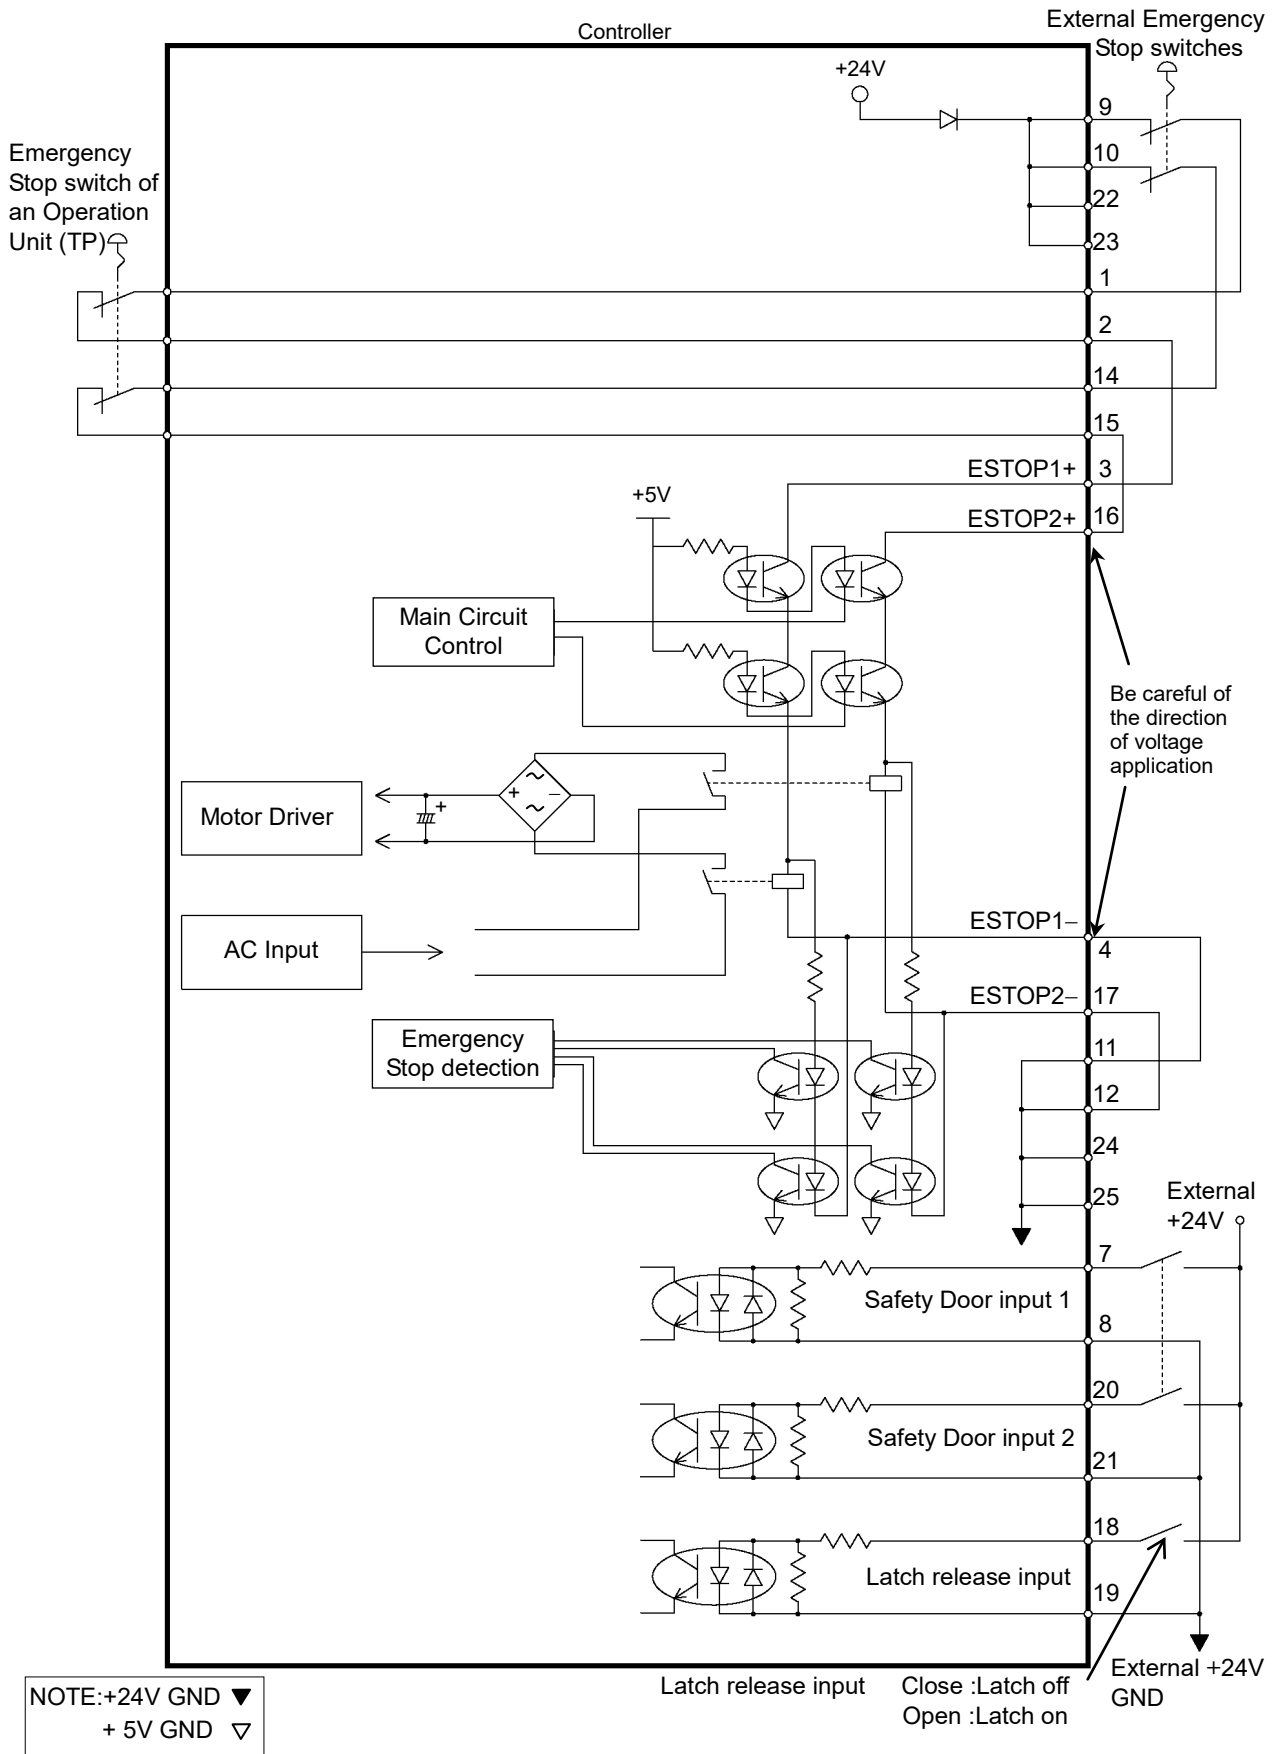 Controller
External Emergency
Stop switches
+24V
9
10
22
23
Emergency
Stop switch of
an Operation
Unit (TP)
1
2
14
15
ESTOP1+ 3
ESTOP2+ 16
+5V
Main Circuit
Control
Be careful of
the direction
of voltage
application
Motor Driver
+
+ −
AC Input
ESTOP1−
4
ESTOP2− 17
11
12
Emergency
Stop detection
24
25
External
+24V
7
Safety Door input 1
8
20
Safety Door input 2
21
18
Latch release input
19
External +24V
GND
Latch release input Close :Latch off
Open :Latch on
NOTE:+24V GND ▼
+ 5V GND ▽